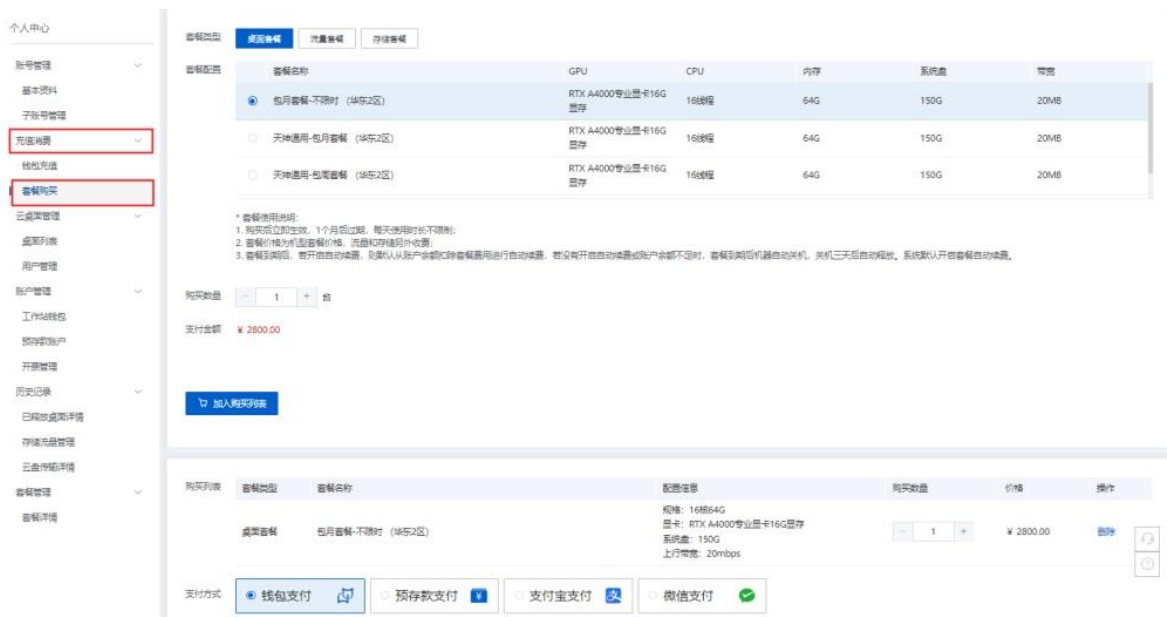 个人中心
账号管理
基本资料
子账号管理
充值消费
钱包充值
套餐购买
云桌面管理
桌面列表
用户管理
账户管理
工作站钱包
预存款账户
开票管理
历史记录
已释放桌面详情
存储流量管理
云盘传输详情
套餐管理
套餐详情
套餐类型 桌面套餐 流量套餐 存储套餐
套餐配置 套餐名称 GPU CPU 内存 系统盘 带宽
包月套餐-不限时 (华东2区) RTX A4000专业显卡16G显存 16线程 64G 150G 20MB
天神通用-包月套餐 (华东2区) RTX A4000专业显卡16G显存 16线程 64G 150G 20MB
天神通用-包周套餐 (华东2区) RTX A4000专业显卡16G显存 16线程 64G 150G 20MB
* 套餐使用说明:
1. 购买后立即生效，1个月后过期，每天使用时长不限制;
2. 套餐价格为机型套餐价格，流量和存储另外收费;
3. 套餐到期后，若开启自动续费，则默认从账户余额扣除套餐费用进行自动续费，若没有开启自动续费或账户余额不足时，套餐到期后机器自动关机，关机三天后自动释放。系统默认开启套餐自动续费。
购买数量 － 1 + 台
支付金额 ¥ 2800.00
加入购买列表
购买列表 套餐类型 套餐名称 配置信息 购买数量 价格 操作
桌面套餐 包月套餐-不限时 (华东2区) － 1 + ¥ 2800.00 删除
规格：16核64G
显卡：RTX A4000专业显卡16G显存
系统盘：150G
上行带宽：20mbps
支付方式 钱包支付 预存款支付 支付宝支付 微信支付